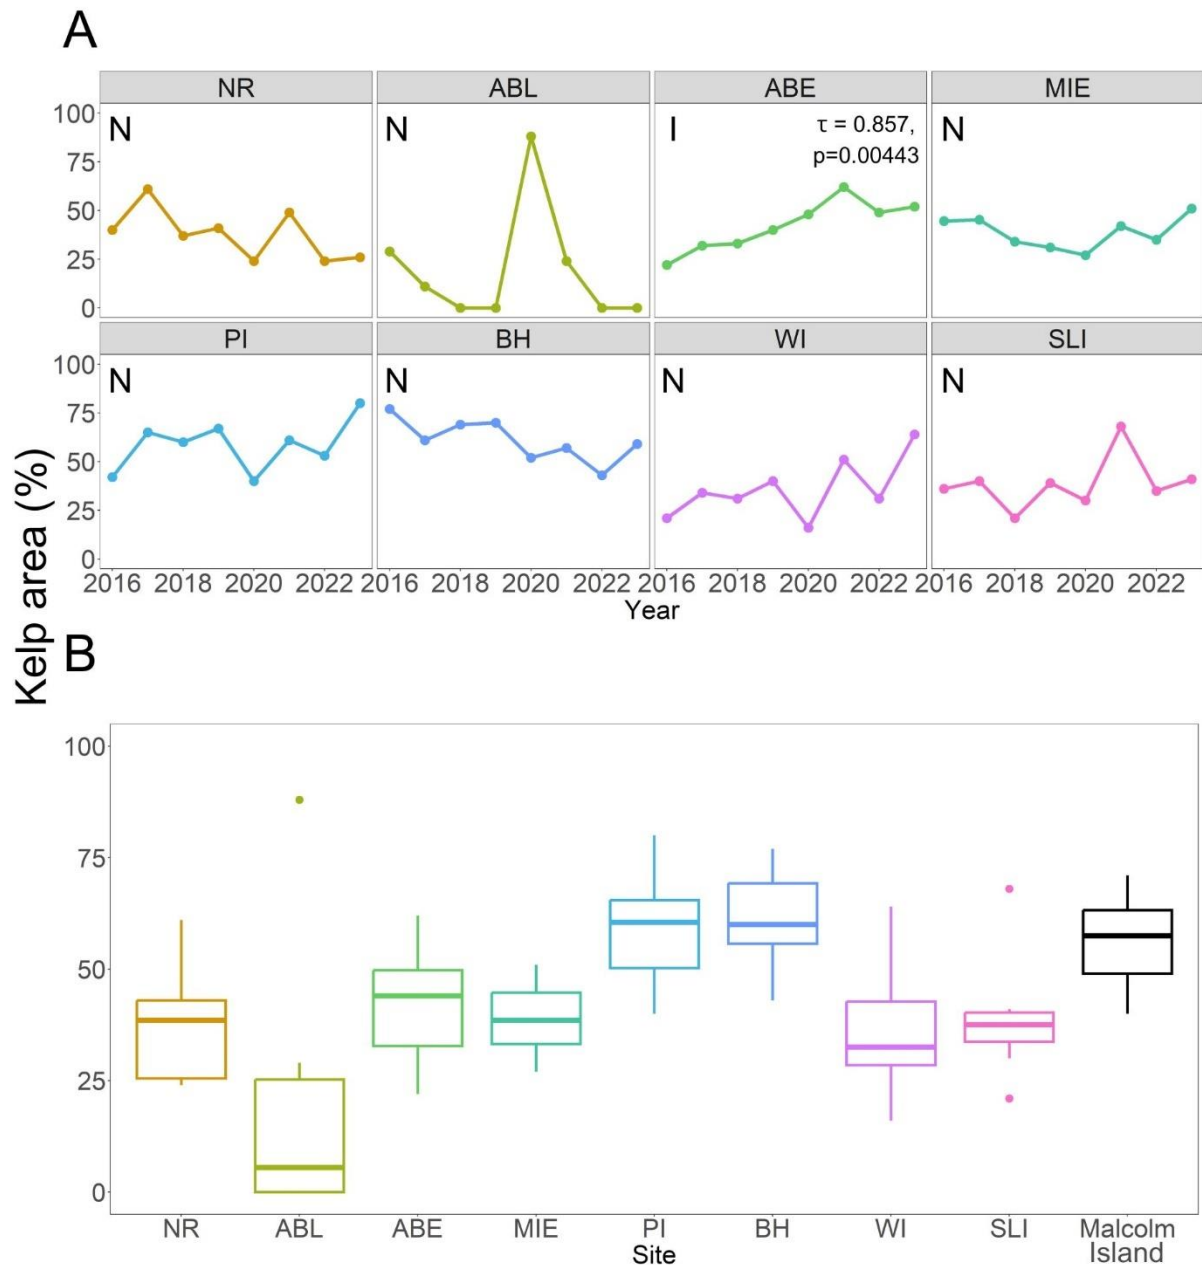 A
NR ABL ABE MIE
100 N N I τ = 0.857, N
75 p=0.00443
50
25
0
PI BH WI SLI
100 N N N N
75
50
25
0
2016 2018 2020 2022 2016 2018 2020 2022 2016 2018 2020 2022 2016 2018 2020 2022
Year
Kelp area (%)
B
100
75
50
25
0
NR ABL ABE MIE PI BH WI SLI Malcolm
Island
Site